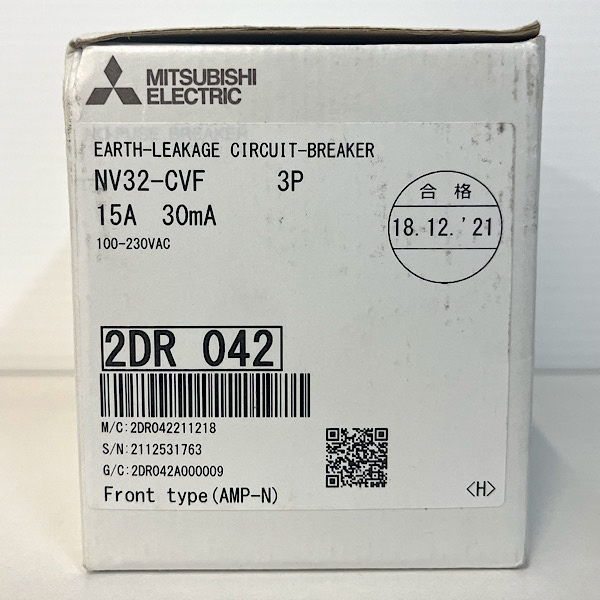 MITSUBISHI
ELECTRIC
EARTH-LEAKAGE CIRCUIT-BREAKER
NV32-CVF 3P
15A 30mA
100-230VAC
合格
18.12.'21
2DR 042
M/C:2DR042211218
S/N:2112531763
G/C:2DR042A000009
Front type(AMP-N)
<H>